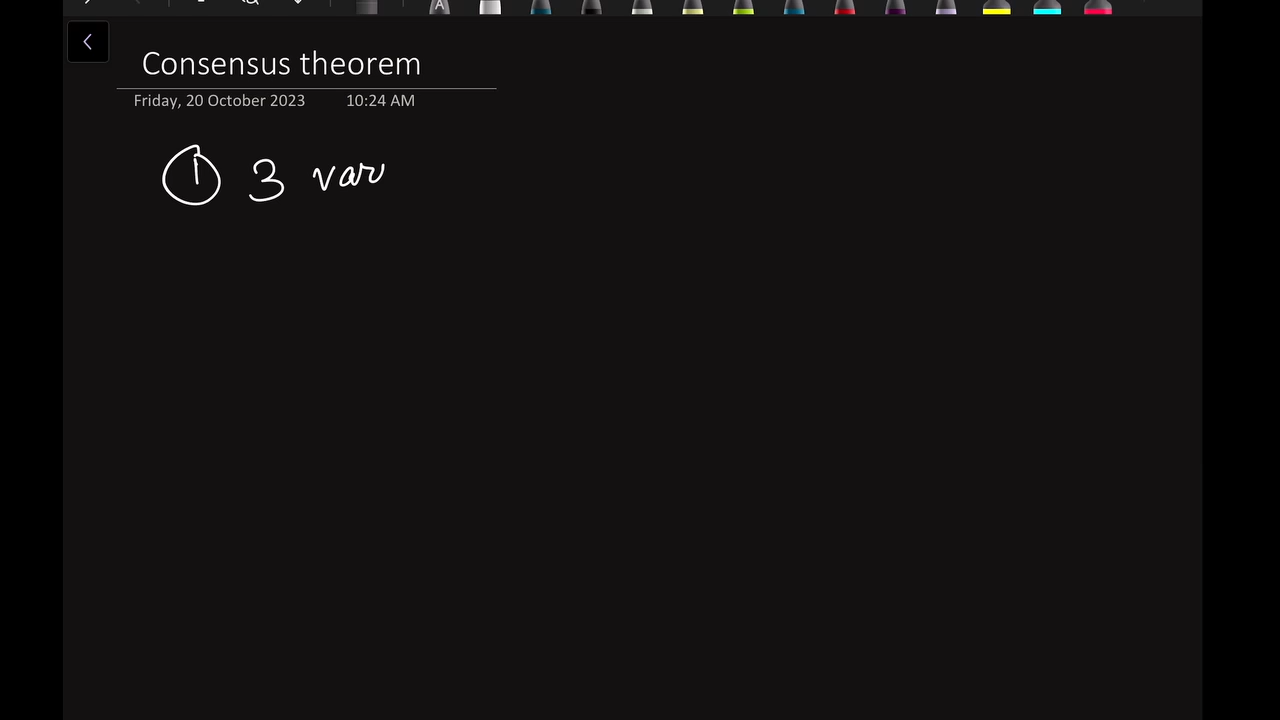 Consensus theorem
Friday, 20 October 2023 10:24 AM
① 3 var